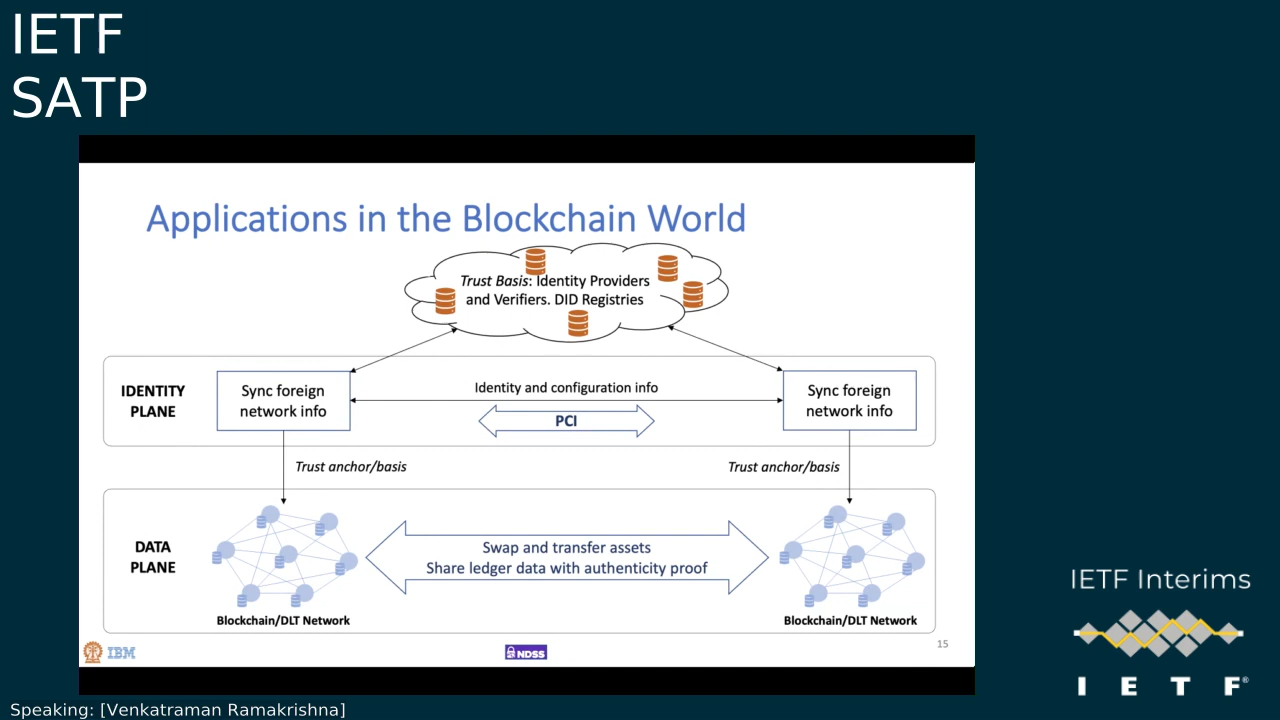 IETF
SATP
Applications in the Blockchain World
Trust Basis: Identity Providers
and Verifiers. DID Registries
IDENTITY
PLANE
Sync foreign
network info
Identity and configuration info
PCI
Sync foreign
network info
Trust anchor/basis
Trust anchor/basis
DATA
PLANE
Swap and transfer assets
Share ledger data with authenticity proof
Blockchain/DLT Network
Blockchain/DLT Network
IBM
NDSS
15
IETF Interims
I E T F®
Speaking: [Venkatraman Ramakrishna]